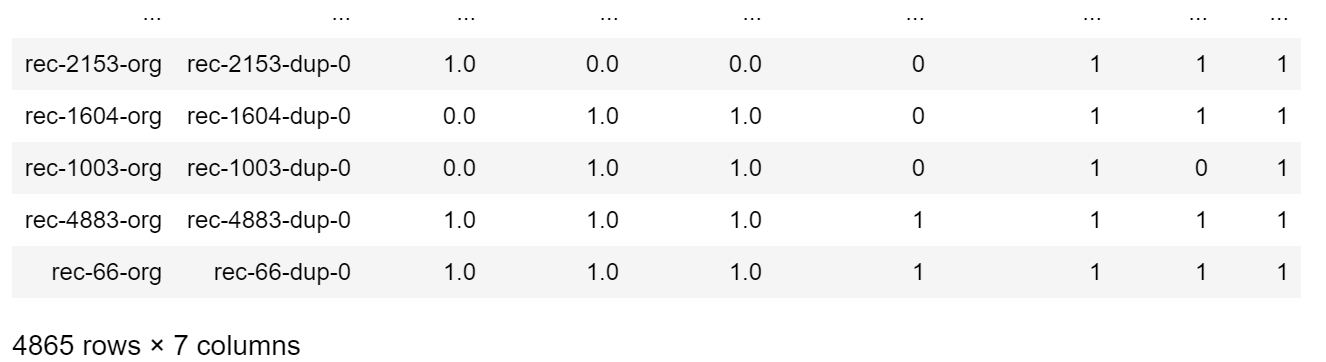 ... ... ... ... ... ... ... ... ...
rec-2153-org rec-2153-dup-0 1.0 0.0 0.0 0 1 1 1
rec-1604-org rec-1604-dup-0 0.0 1.0 1.0 0 1 1 1
rec-1003-org rec-1003-dup-0 0.0 1.0 1.0 0 1 0 1
rec-4883-org rec-4883-dup-0 1.0 1.0 1.0 1 1 1 1
rec-66-org rec-66-dup-0 1.0 1.0 1.0 1 1 1 1
4865 rows × 7 columns